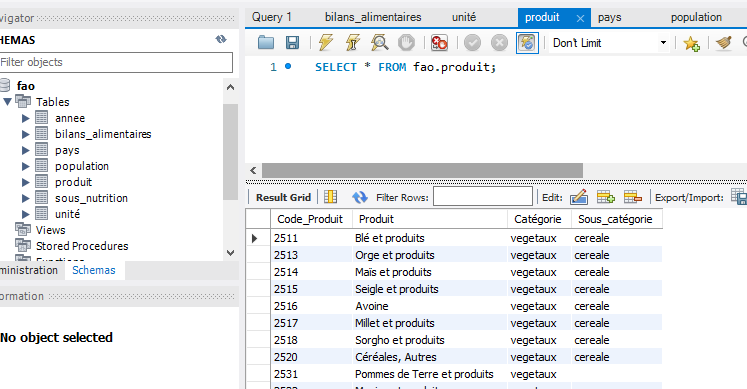 vigator
Query 1 bilans_alimentaires unité produit pays population
HEMAS
Filter objects
Don't Limit
fao
1 SELECT * FROM fao.produit;
Tables
annee
bilans_alimentaires
pays
population
produit
sous_nutrition
unité
Views
Stored Procedures
ministration Schemas
Result Grid Filter Rows: Edit: Export/Import:
Code_Produit Produit Catégorie Sous_catégorie
2511 Blé et produits vegetaux cereale
2513 Orge et produits vegetaux cereale
2514 Maïs et produits vegetaux cereale
2515 Seigle et produits vegetaux cereale
2516 Avoine vegetaux cereale
2517 Millet et produits vegetaux cereale
2518 Sorgho et produits vegetaux cereale
2520 Céréales, Autres vegetaux cereale
2531 Pommes de Terre et produits vegetaux
formation
No object selected